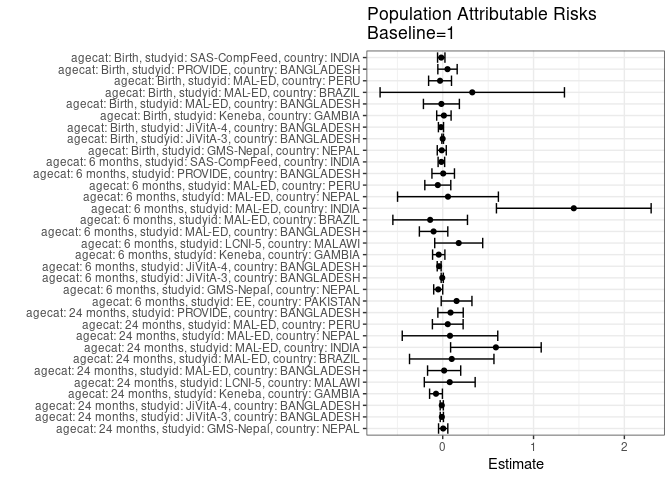 Population Attributable Risks
Baseline=1
agecat: Birth, studyid: SAS-CompFeed, country: INDIA
agecat: Birth, studyid: PROVIDE, country: BANGLADESH
agecat: Birth, studyid: MAL-ED, country: PERU
agecat: Birth, studyid: MAL-ED, country: BRAZIL
agecat: Birth, studyid: MAL-ED, country: BANGLADESH
agecat: Birth, studyid: Keneba, country: GAMBIA
agecat: Birth, studyid: JiVitA-4, country: BANGLADESH
agecat: Birth, studyid: JiVitA-3, country: BANGLADESH
agecat: Birth, studyid: GMS-Nepal, country: NEPAL
agecat: 6 months, studyid: SAS-CompFeed, country: INDIA
agecat: 6 months, studyid: PROVIDE, country: BANGLADESH
agecat: 6 months, studyid: MAL-ED, country: PERU
agecat: 6 months, studyid: MAL-ED, country: NEPAL
agecat: 6 months, studyid: MAL-ED, country: INDIA
agecat: 6 months, studyid: MAL-ED, country: BRAZIL
agecat: 6 months, studyid: MAL-ED, country: BANGLADESH
agecat: 6 months, studyid: LCNI-5, country: MALAWI
agecat: 6 months, studyid: Keneba, country: GAMBIA
agecat: 6 months, studyid: JiVitA-4, country: BANGLADESH
agecat: 6 months, studyid: JiVitA-3, country: BANGLADESH
agecat: 6 months, studyid: GMS-Nepal, country: NEPAL
agecat: 6 months, studyid: EE, country: PAKISTAN
agecat: 24 months, studyid: PROVIDE, country: BANGLADESH
agecat: 24 months, studyid: MAL-ED, country: PERU
agecat: 24 months, studyid: MAL-ED, country: NEPAL
agecat: 24 months, studyid: MAL-ED, country: INDIA
agecat: 24 months, studyid: MAL-ED, country: BRAZIL
agecat: 24 months, studyid: MAL-ED, country: BANGLADESH
agecat: 24 months, studyid: LCNI-5, country: MALAWI
agecat: 24 months, studyid: Keneba, country: GAMBIA
agecat: 24 months, studyid: JiVitA-4, country: BANGLADESH
agecat: 24 months, studyid: JiVitA-3, country: BANGLADESH
agecat: 24 months, studyid: GMS-Nepal, country: NEPAL
0 1 2
Estimate